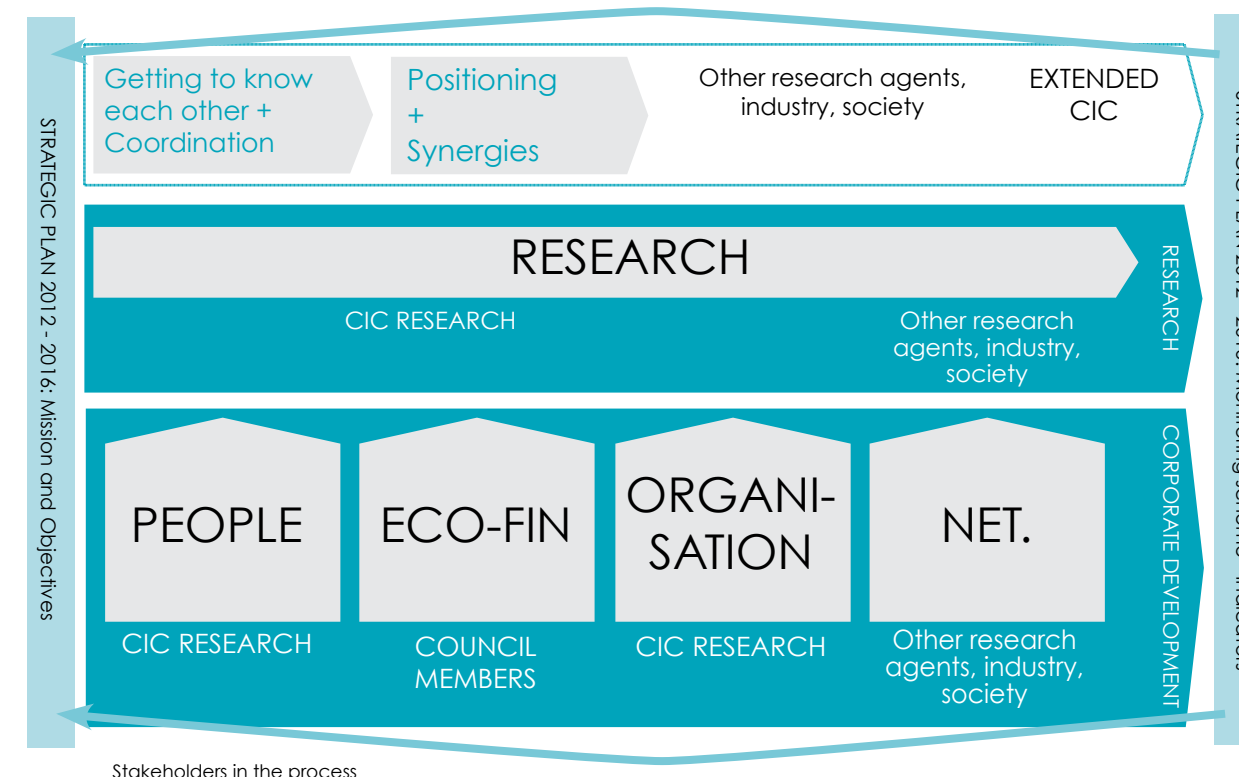 STRATEGIC PLAN 2012 - 2016: Mission and Objectives
Getting to know
each other +
Coordination
Positioning
+
Synergies
Other research agents,
industry, society
EXTENDED
CIC
RESEARCH
CIC RESEARCH
Other research
agents, industry,
society
RESEARCH
PEOPLE
CIC RESEARCH
ECO-FIN
COUNCIL
MEMBERS
ORGANI-
SATION
CIC RESEARCH
NET.
Other research
agents, industry,
society
CORPORATE DEVELOPMENT
Stakeholders in the process